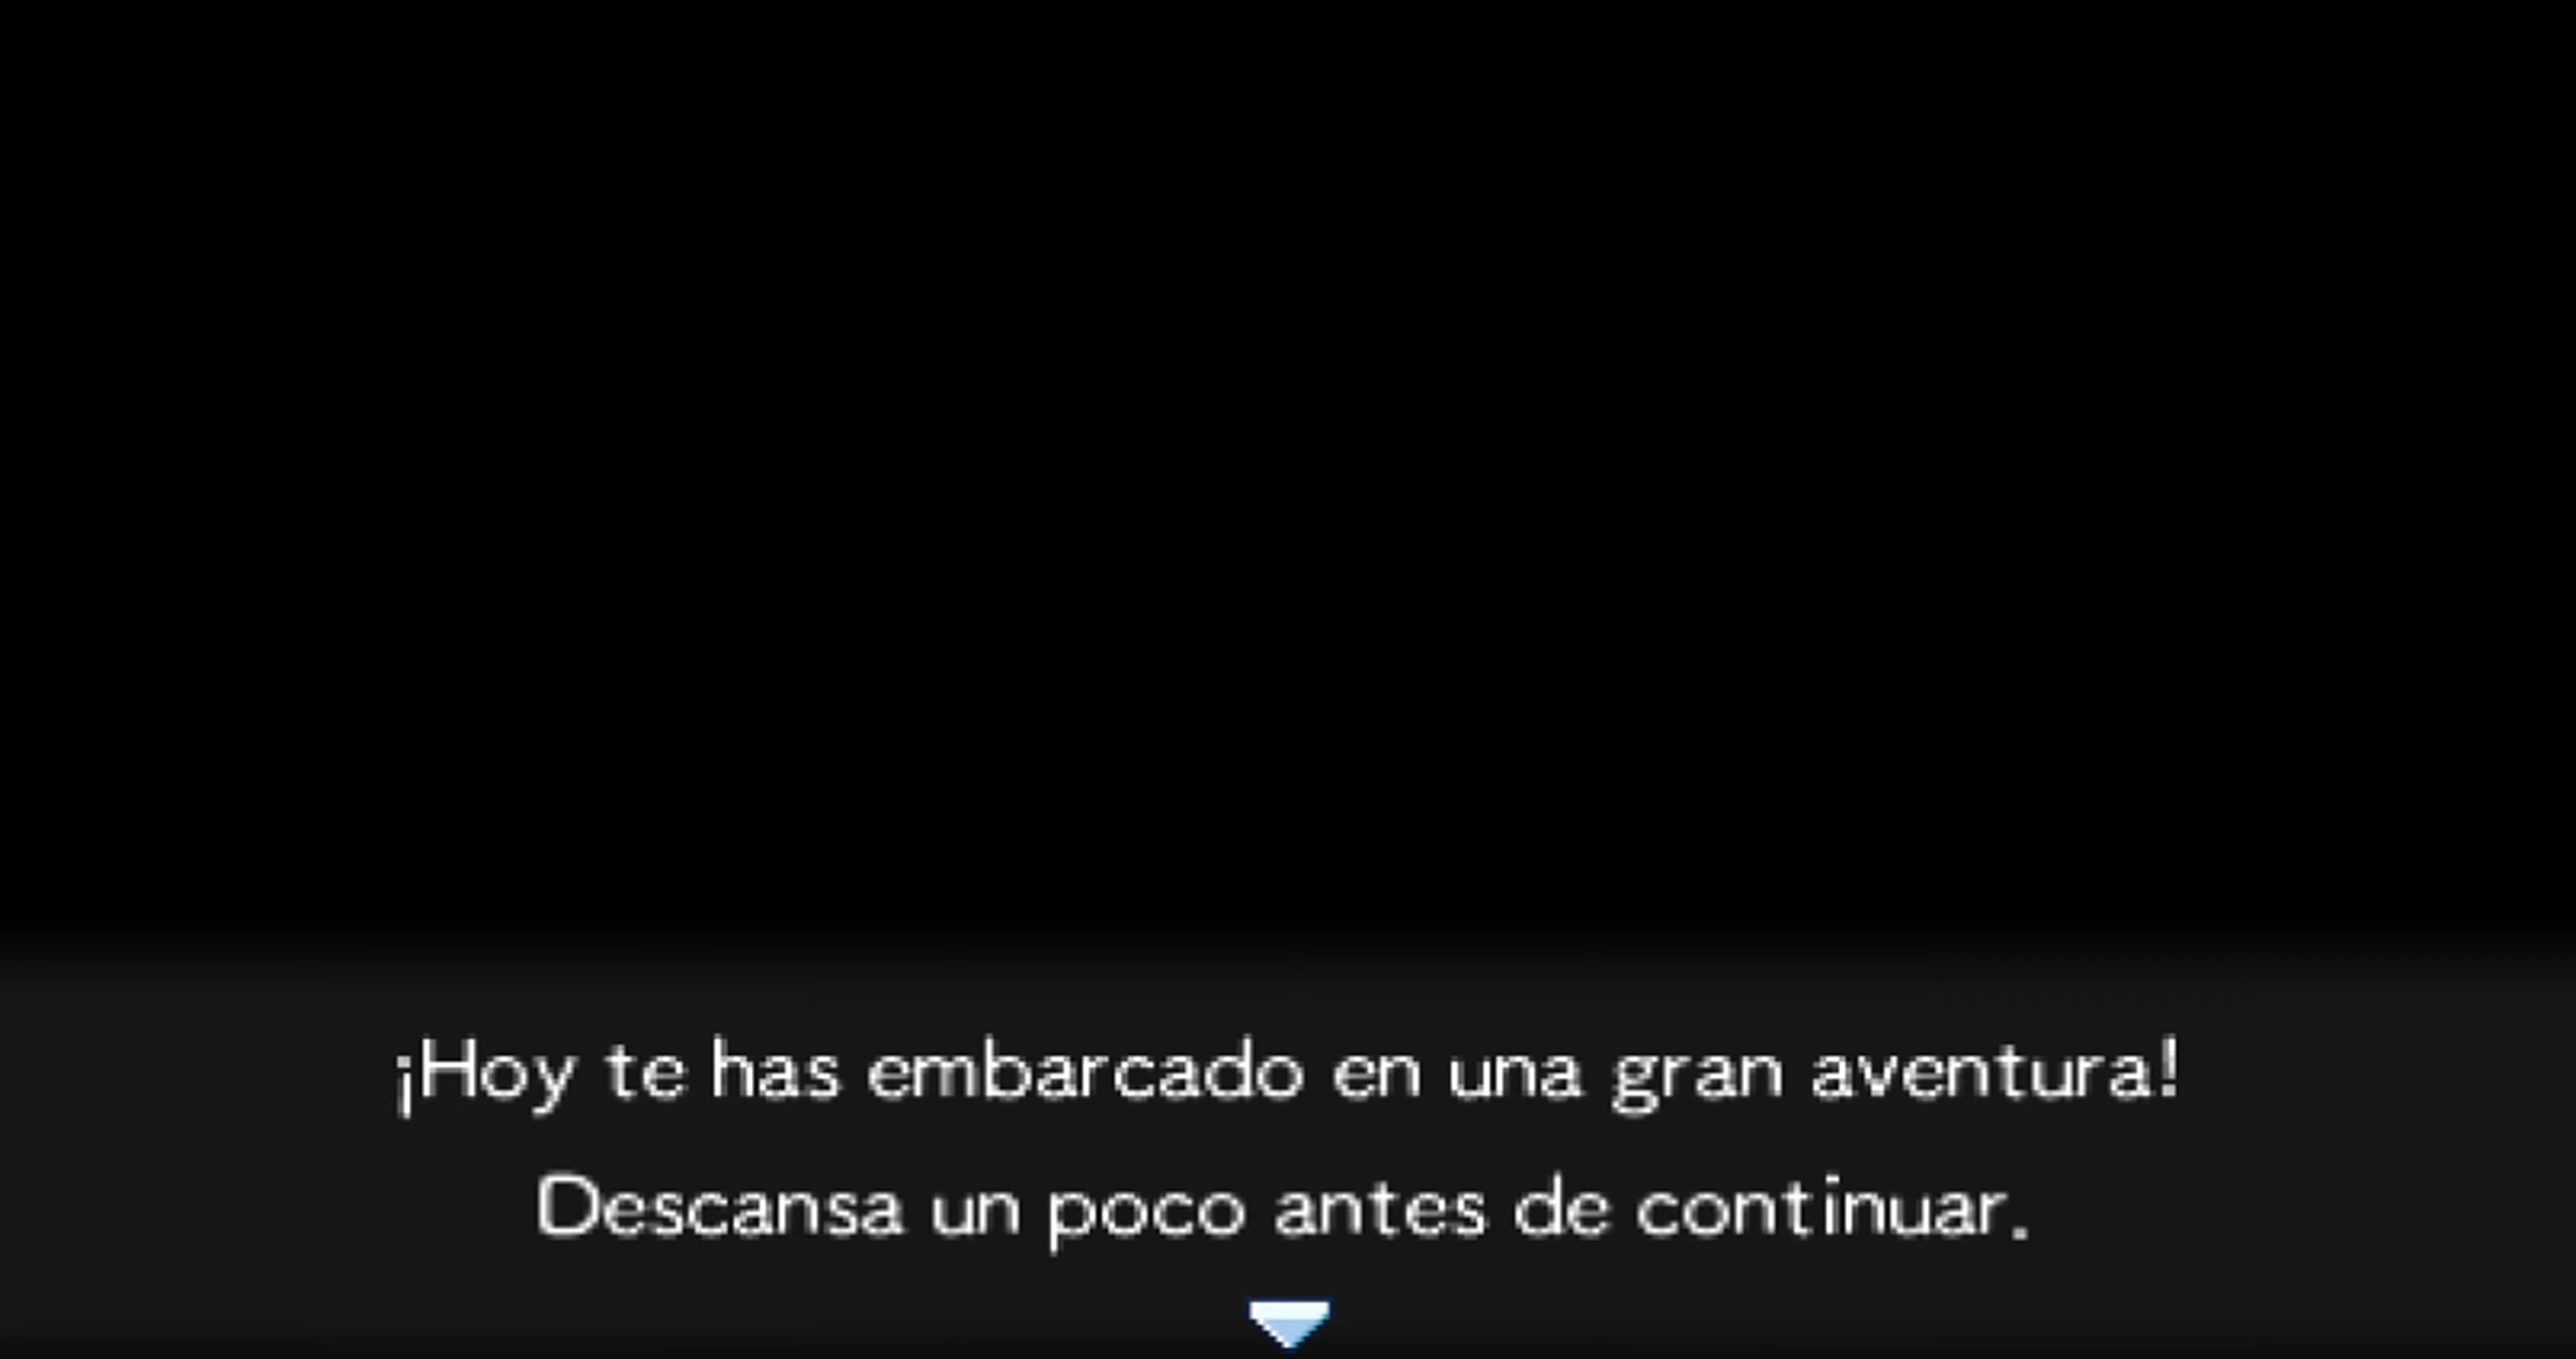 ¡Hoy te has embarcado en una gran aventura!
Descansa un poco antes de continuar.